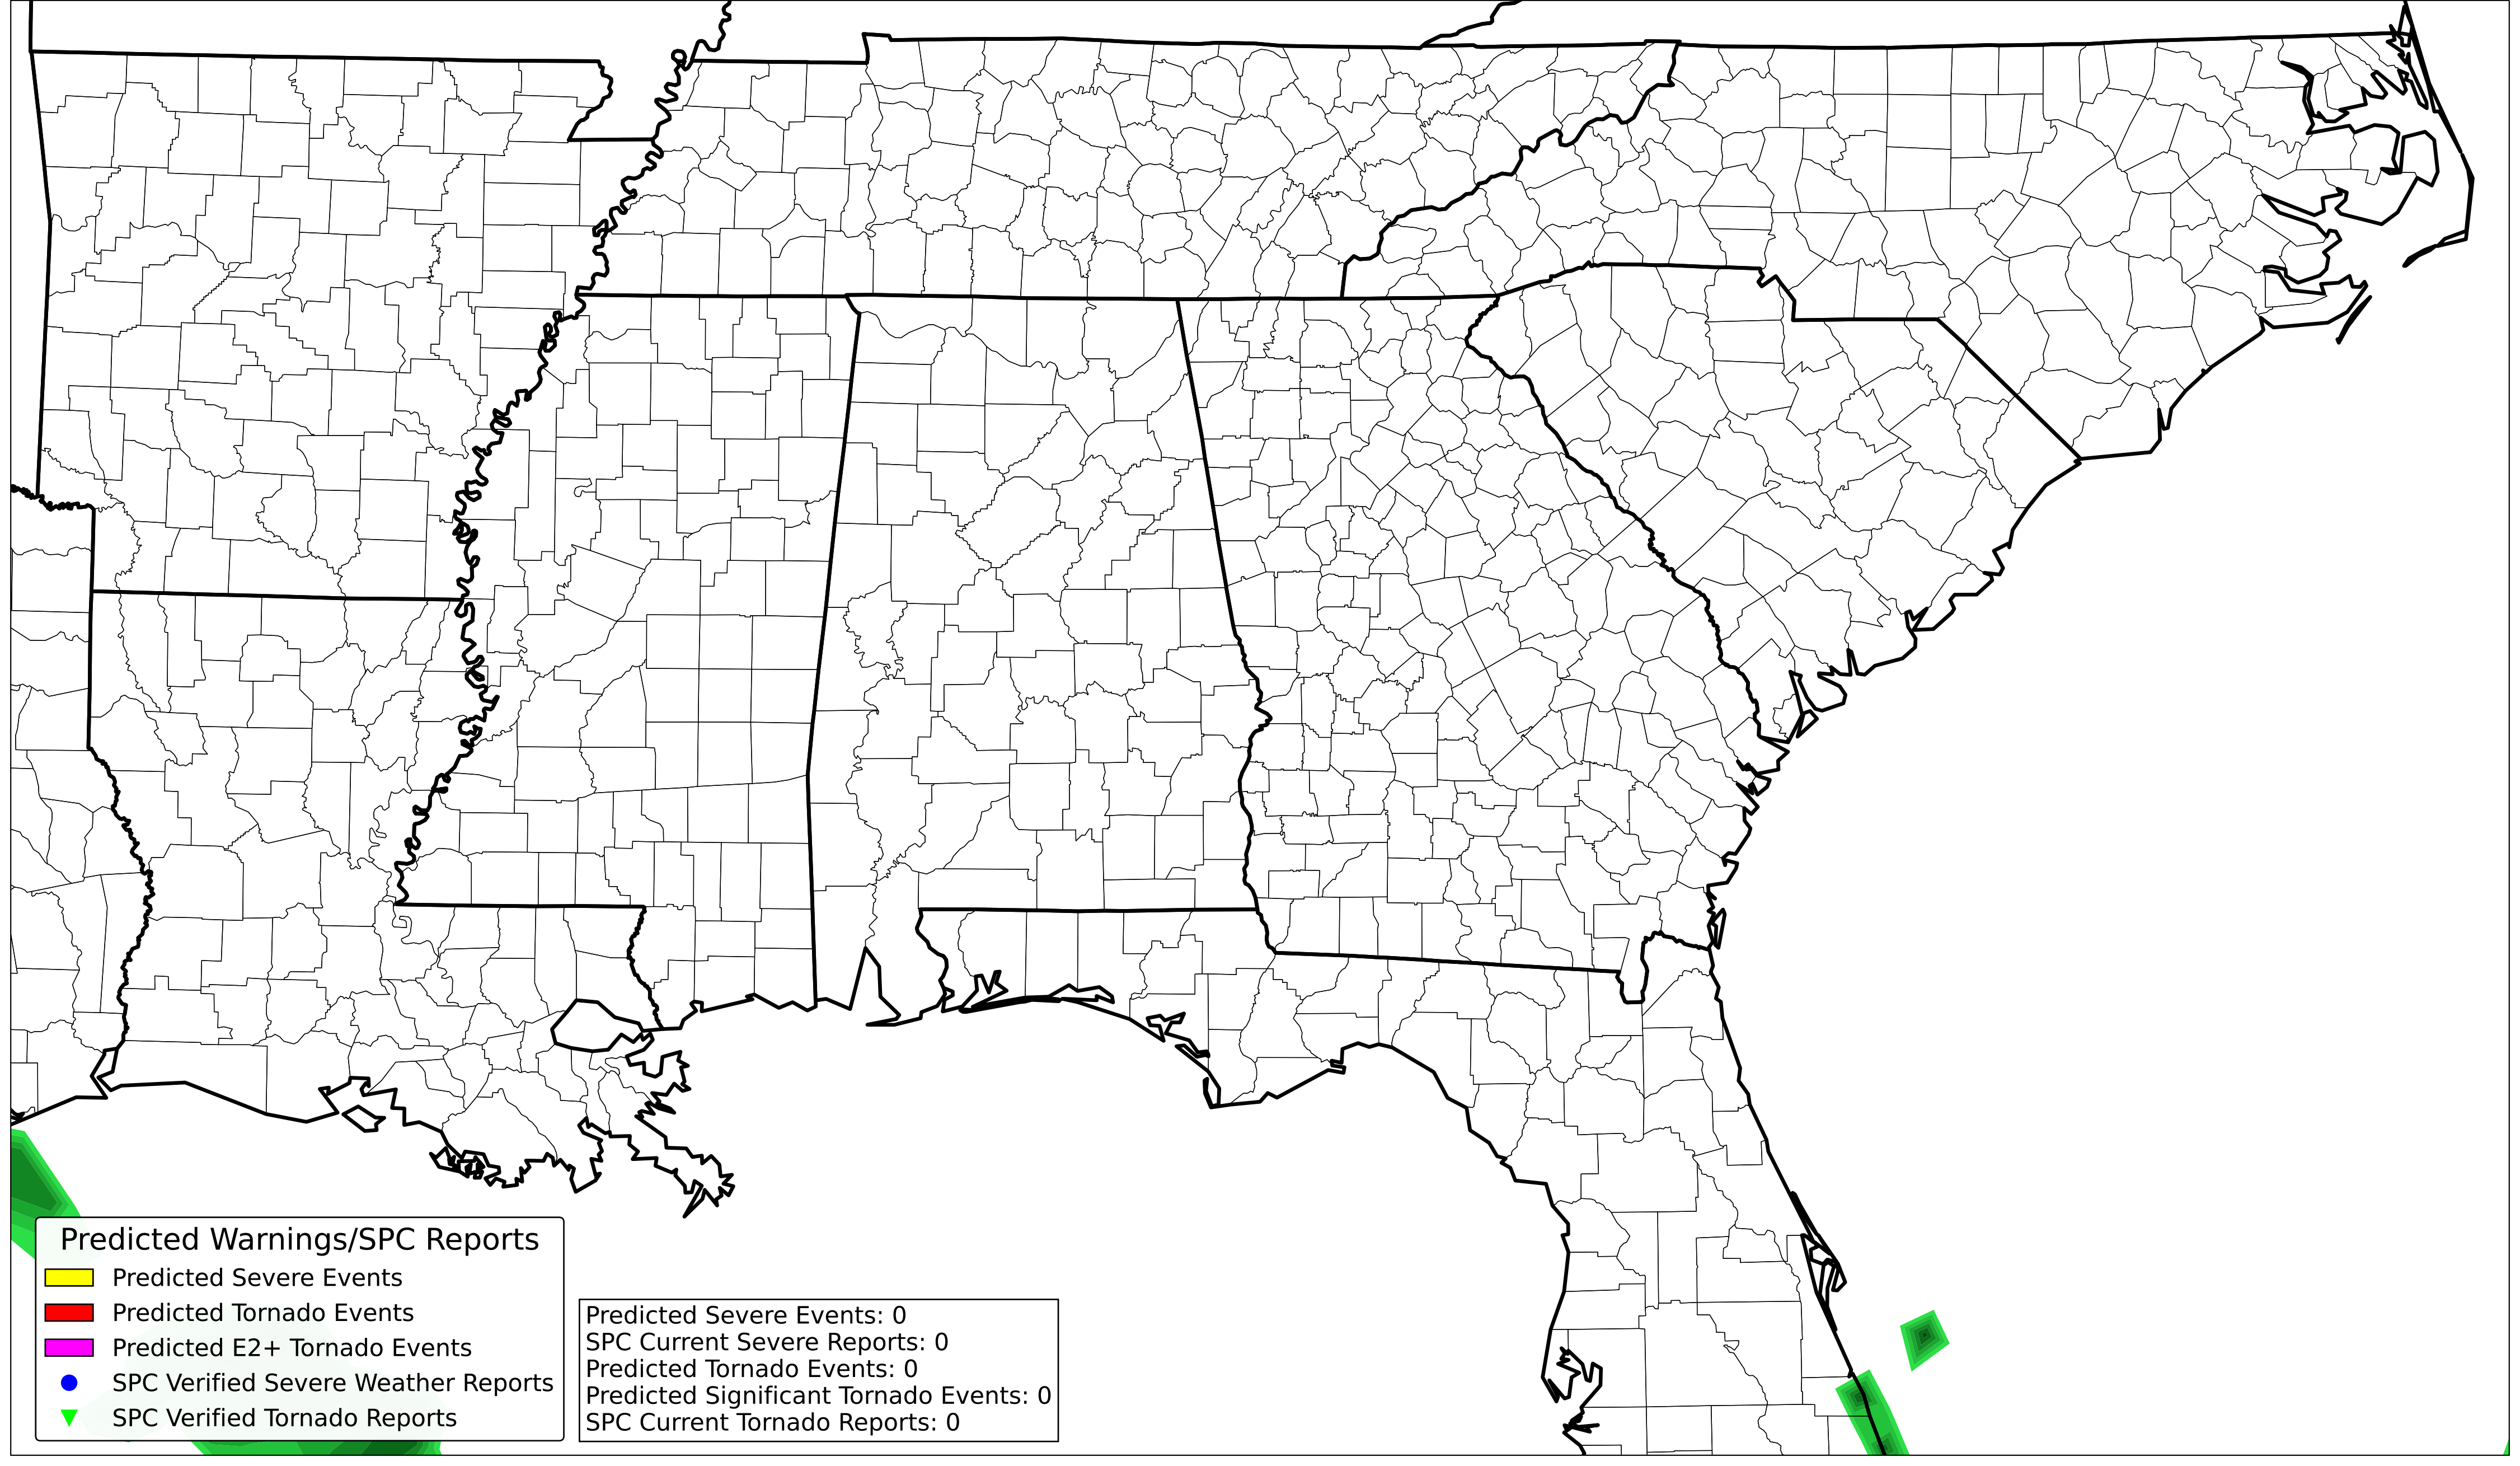 Predicted Warnings/SPC Reports
Predicted Severe Events
Predicted Tornado Events
Predicted E2+ Tornado Events
SPC Verified Severe Weather Reports
SPC Verified Tornado Reports
Predicted Severe Events: 0
SPC Current Severe Reports: 0
Predicted Tornado Events: 0
Predicted Significant Tornado Events: 0
SPC Current Tornado Reports: 0